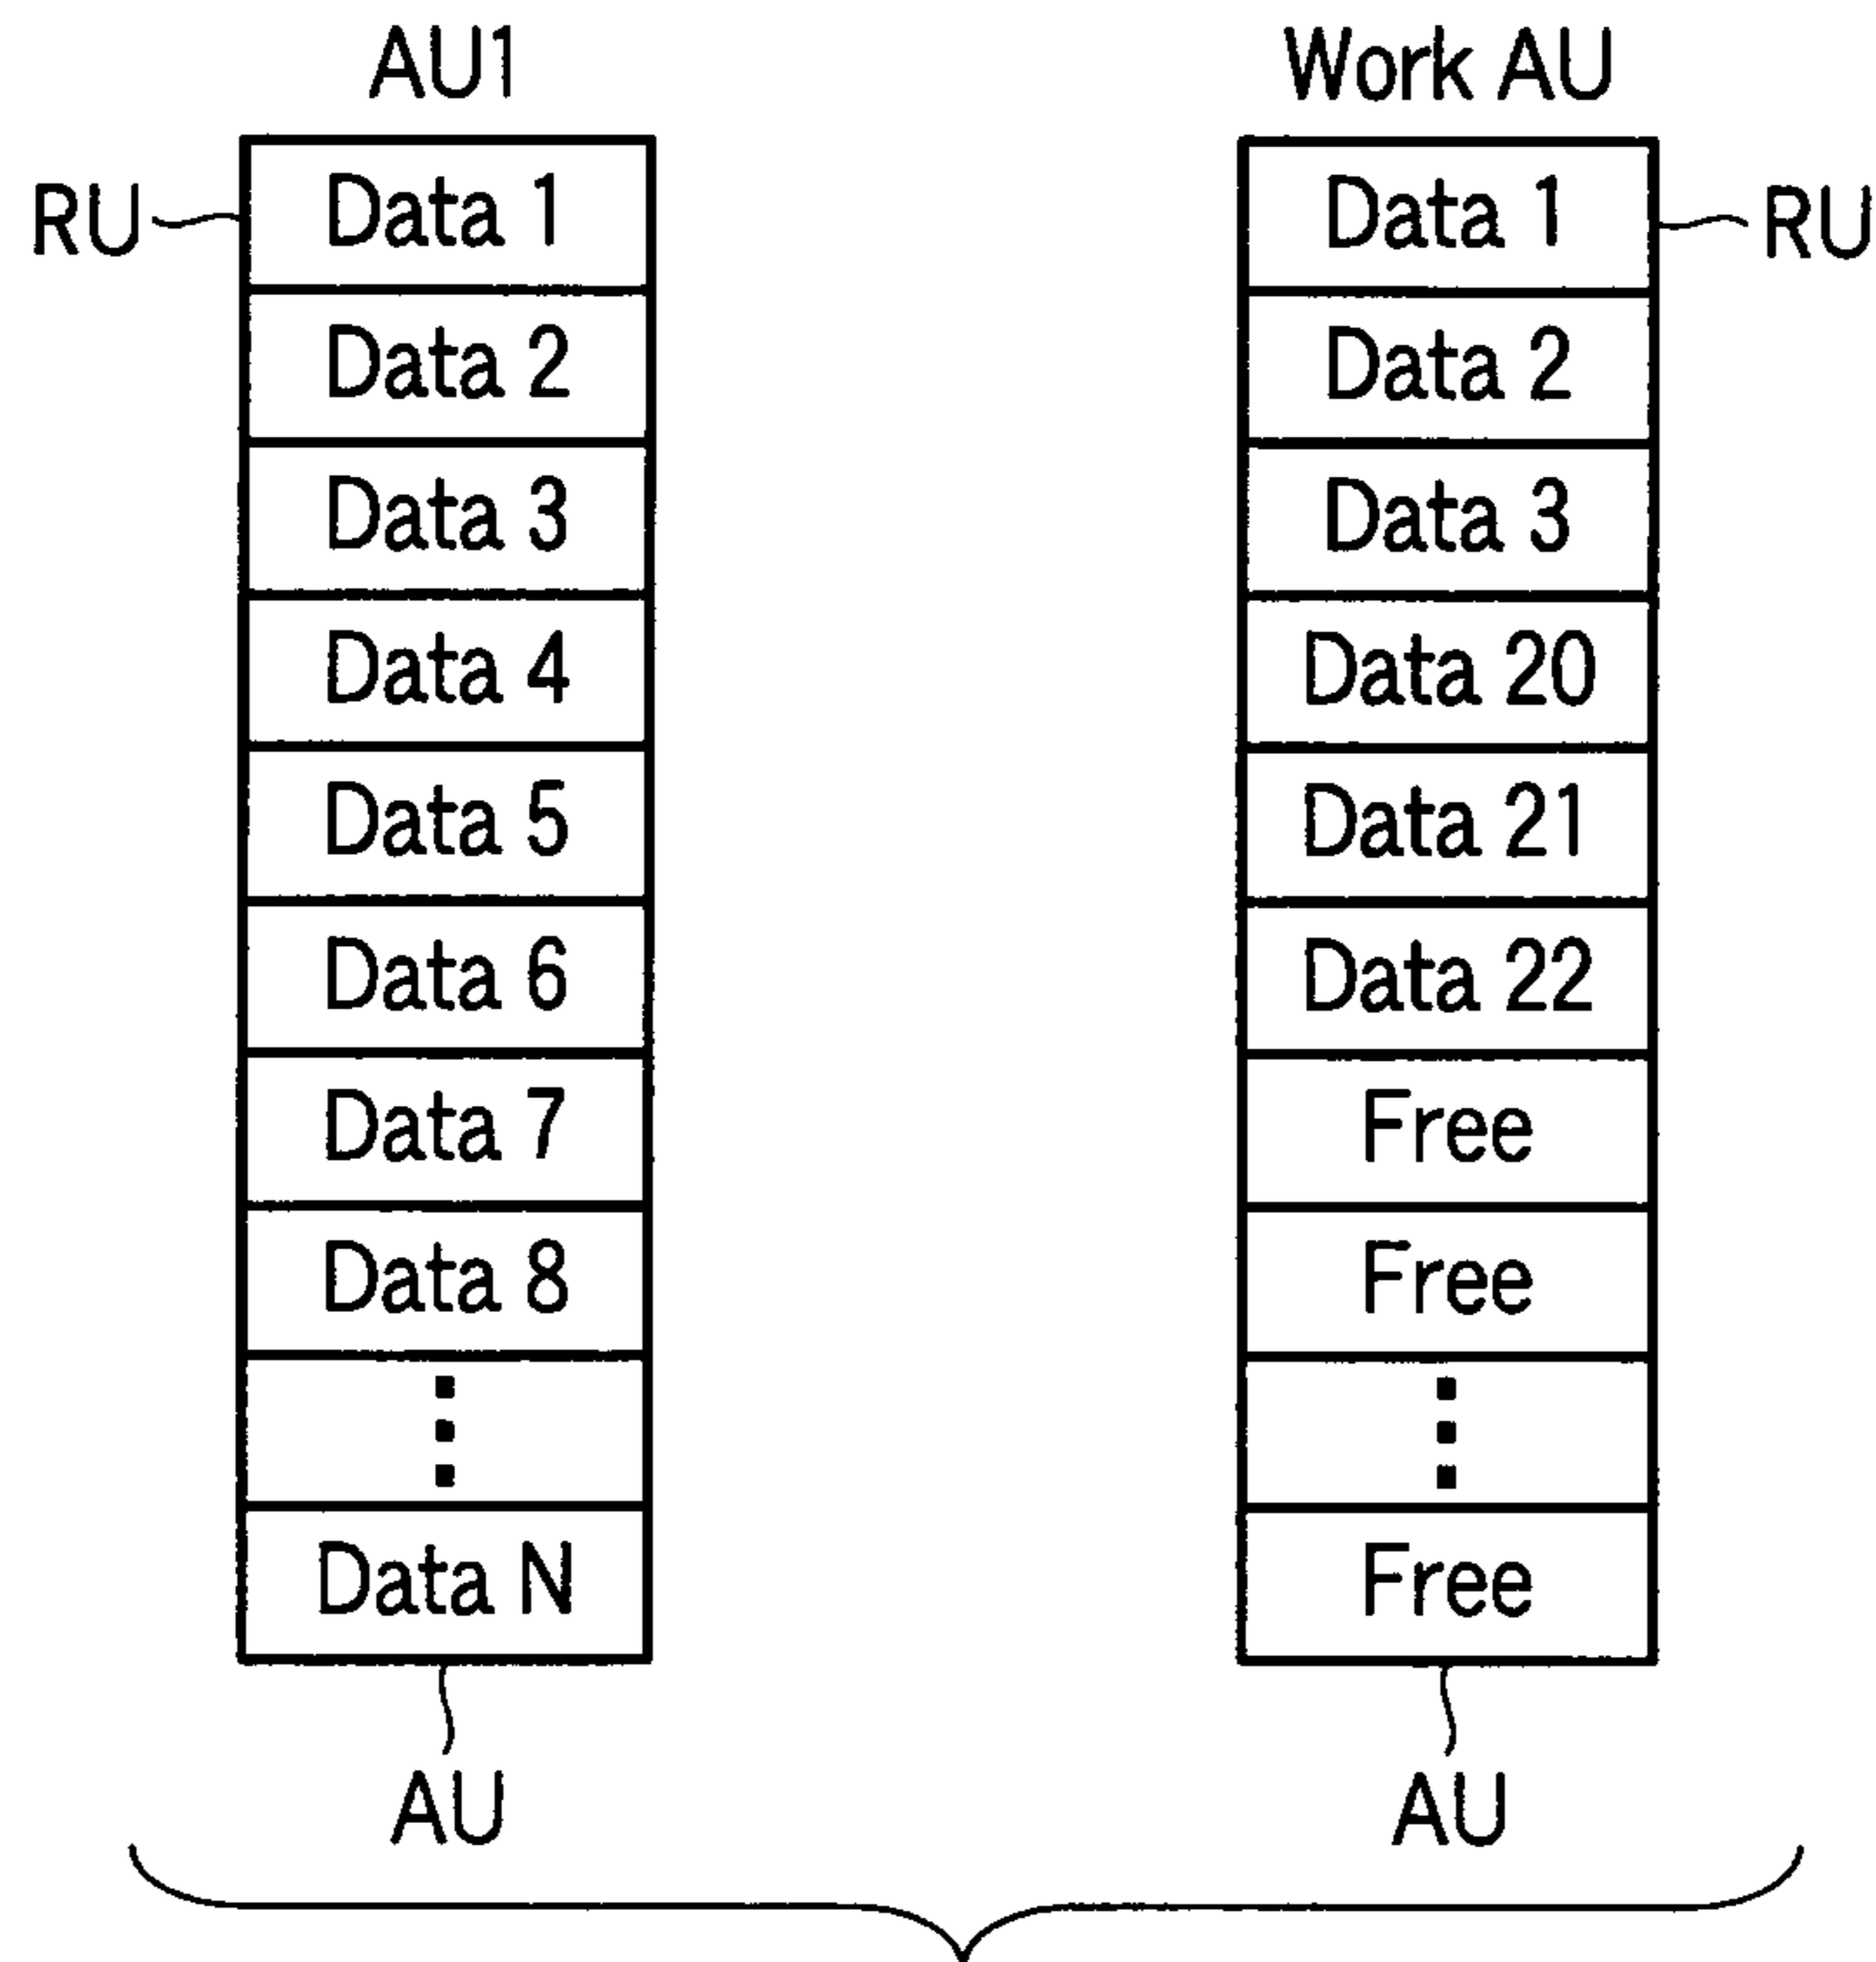 AU1
Work AU
RU
Data 1
Data 1
RU
Data 2
Data 2
Data 3
Data 3
Data 4
Data 20
Data 5
Data 21
Data 6
Data 22
Data 7
Free
Data 8
Free
Data N
Free
AU
AU